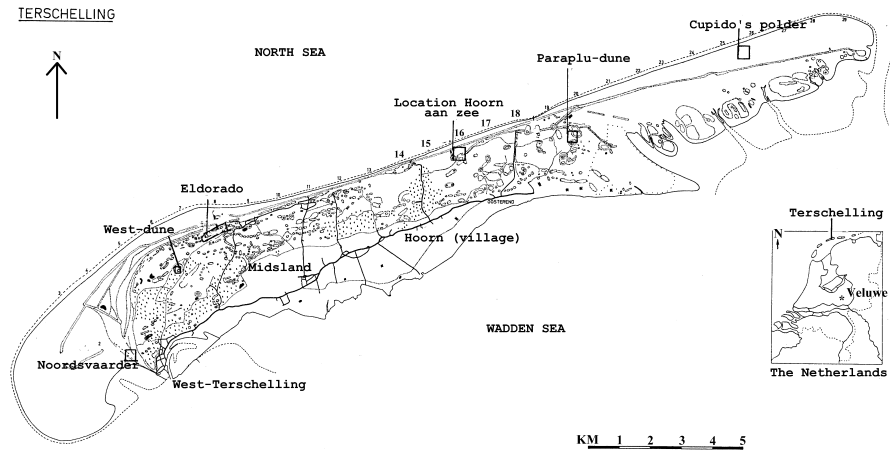 TERSCHELLING
N
NORTH SEA
Cupido's polder
Paraplu-dune
Location Hoorn
aan zee
14 15 16 17 18
Eldorado
West-dune
Midsland
Hoorn (village)
OOSTEREND
Noordsvaarder
West-Terschelling
WADDEN SEA
Terschelling
N
Veluwe
*
The Netherlands
KM 1 2 3 4 5